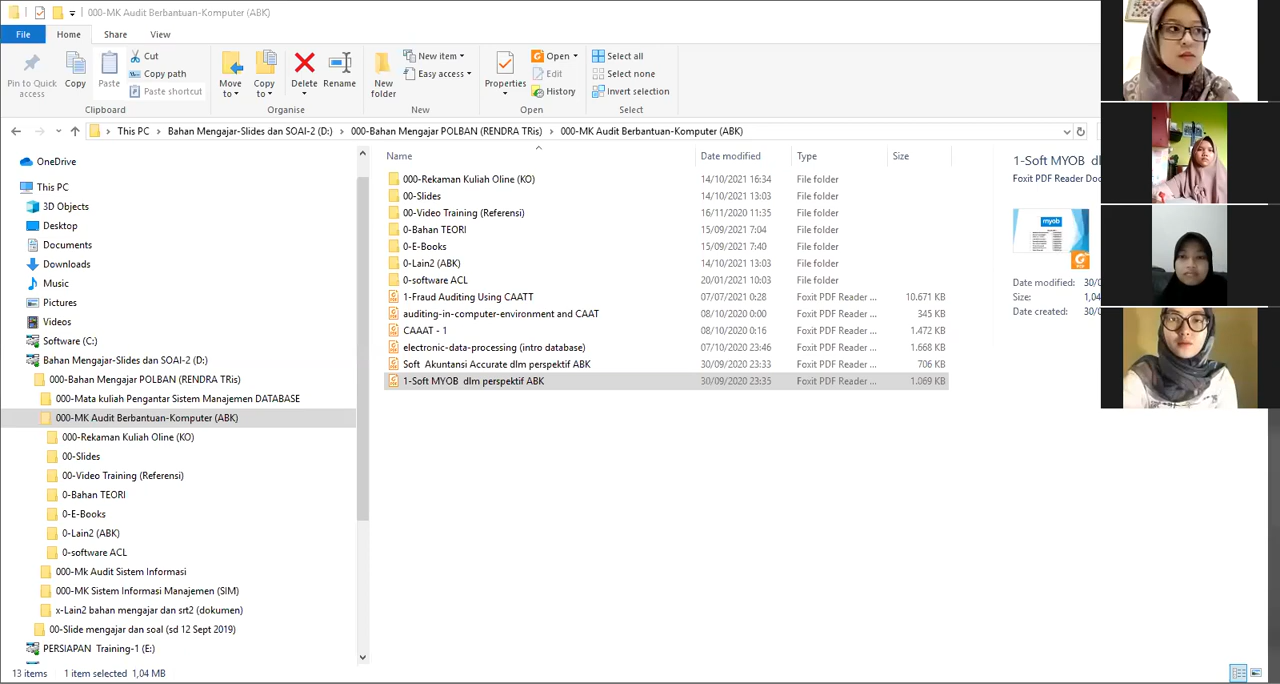 000-MK Audit Berbantuan-Komputer (ABK)
File Home Share View
Pin to Quick access
Copy
Paste
Cut
Copy path
Paste shortcut
Clipboard
Move to
Copy to
Delete
Rename
Organise
New folder
New item
Easy access
New
Properties
Open
Edit
History
Open
Select all
Select none
Invert selection
Select
This PC > Bahan Mengajar-Slides dan SOAI-2 (D:) > 000-Bahan Mengajar POLBAN (RENDRA TRis) > 000-MK Audit Berbantuan-Komputer (ABK)
OneDrive
This PC
3D Objects
Desktop
Documents
Downloads
Music
Pictures
Videos
Software (C:)
Bahan Mengajar-Slides dan SOAI-2 (D:)
000-Bahan Mengajar POLBAN (RENDRA TRis)
000-Mata kuliah Pengantar Sistem Manajemen DATABASE
000-MK Audit Berbantuan-Komputer (ABK)
000-Rekaman Kuliah Oline (KO)
00-Slides
00-Video Training (Referensi)
0-Bahan TEORI
0-E-Books
0-Lain2 (ABK)
0-software ACL
000-Mk Audit Sistem Informasi
000-MK Sistem Informasi Manajemen (SIM)
x-Lain2 bahan mengajar dan srt2 (dokumen)
00-Slide mengajar dan soal (sd 12 Sept 2019)
PERSIAPAN Training-1 (E:)
Name Date modified Type Size
000-Rekaman Kuliah Oline (KO) 14/10/2021 16:34 File folder
00-Slides 14/10/2021 13:03 File folder
00-Video Training (Referensi) 16/11/2020 11:35 File folder
0-Bahan TEORI 15/09/2021 7:04 File folder
0-E-Books 15/09/2021 7:40 File folder
0-Lain2 (ABK) 14/10/2021 13:03 File folder
0-software ACL 20/01/2021 10:03 File folder
1-Fraud Auditing Using CAATT 07/07/2021 0:28 Foxit PDF Reader ... 10.671 KB
auditing-in-computer-environment and CAAT 08/10/2020 0:00 Foxit PDF Reader ... 345 KB
CAAAT - 1 08/10/2020 0:16 Foxit PDF Reader ... 1.472 KB
electronic-data-processing (intro database) 07/10/2020 23:46 Foxit PDF Reader ... 1.668 KB
Soft Akuntansi Accurate dlm perspektif ABK 30/09/2020 23:33 Foxit PDF Reader ... 706 KB
1-Soft MYOB dlm perspektif ABK 30/09/2020 23:35 Foxit PDF Reader ... 1.069 KB
1-Soft MYOB dl
Foxit PDF Reader Doc
myob
Date modified: 30/0
Size: 1,04
Date created: 30/0
13 items 1 item selected 1,04 MB